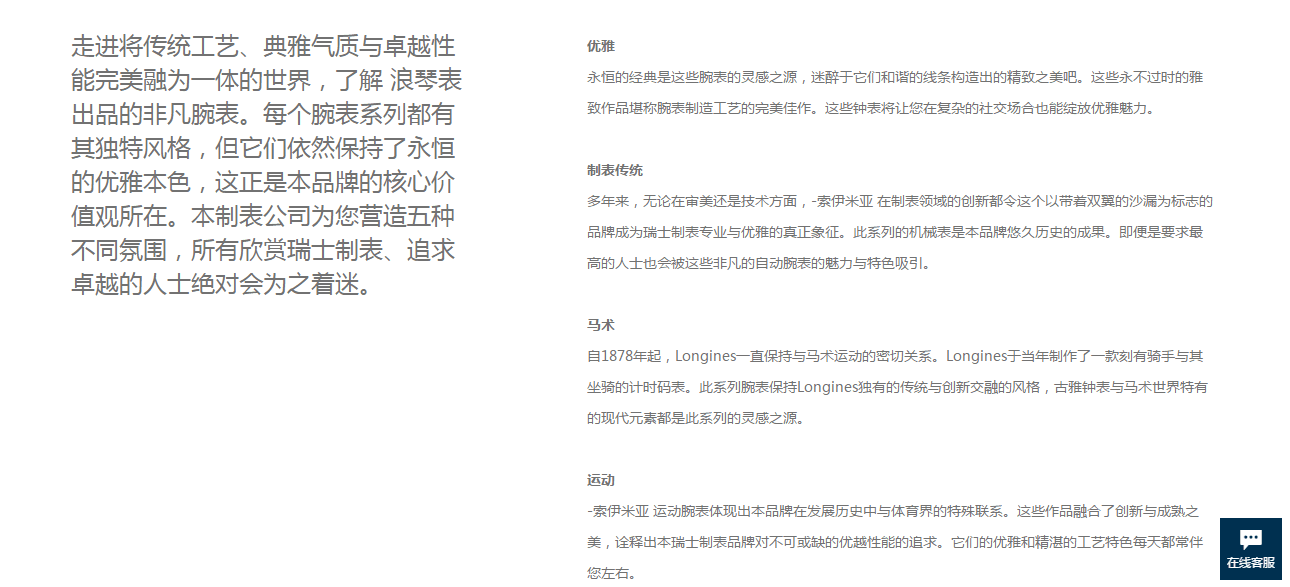 走进将传统工艺、典雅气质与卓越性
能完美融为一体的世界，了解 浪琴表
出品的非凡腕表。每个腕表系列都有
其独特风格，但它们依然保持了永恒
的优雅本色，这正是本品牌的核心价
值观所在。本制表公司为您营造五种
不同氛围，所有欣赏瑞士制表、追求
卓越的人士绝对会为之着迷。
优雅
永恒的经典是这些腕表的灵感之源，迷醉于它们和谐的线条构造出的精致之美吧。这些永不过时的雅
致作品堪称腕表制造工艺的完美佳作。这些钟表将让您在复杂的社交场合也能绽放优雅魅力。
制表传统
多年来，无论在审美还是技术方面，-索伊米亚 在制表领域的创新都令这个以带着双翼的沙漏为标志的
品牌成为瑞士制表专业与优雅的真正象征。此系列的机械表是本品牌悠久历史的成果。即便是要求最
高的人士也会被这些非凡的自动腕表的魅力与特色吸引。
马术
自1878年起，Longines一直保持与马术运动的密切关系。Longines于当年制作了一款刻有骑手与其
坐骑的计时码表。此系列腕表保持Longines独有的传统与创新交融的风格，古雅钟表与马术世界特有
的现代元素都是此系列的灵感之源。
运动
-索伊米亚 运动腕表体现出本品牌在发展历史中与体育界的特殊联系。这些作品融合了创新与成熟之
美，诠释出本瑞士制表品牌对不可或缺的优越性能的追求。它们的优雅和精湛的工艺特色每天都常伴
您左右。
在线客服